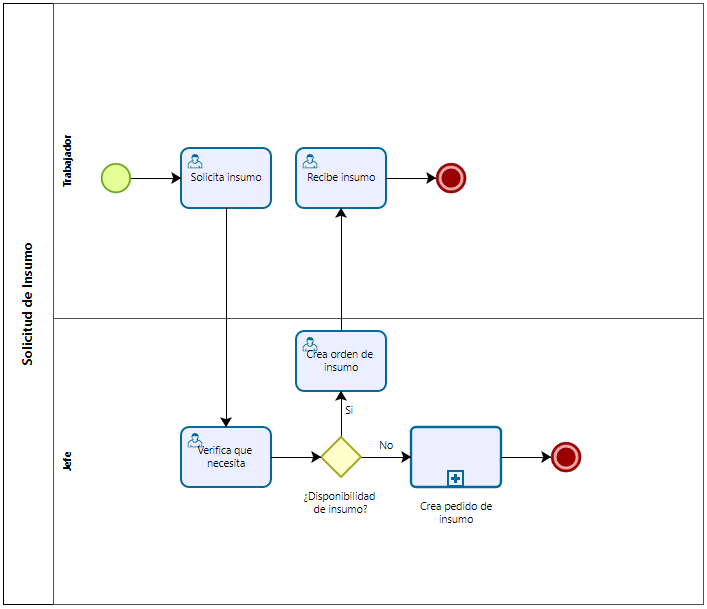 Solicitud de Insumo
Trabajador
Solicita insumo
Recibe insumo
Jefe
Crea orden de
insumo
Si
Verifica que
necesita
No
¿Disponibilidad
de insumo?
Crea pedido de
insumo